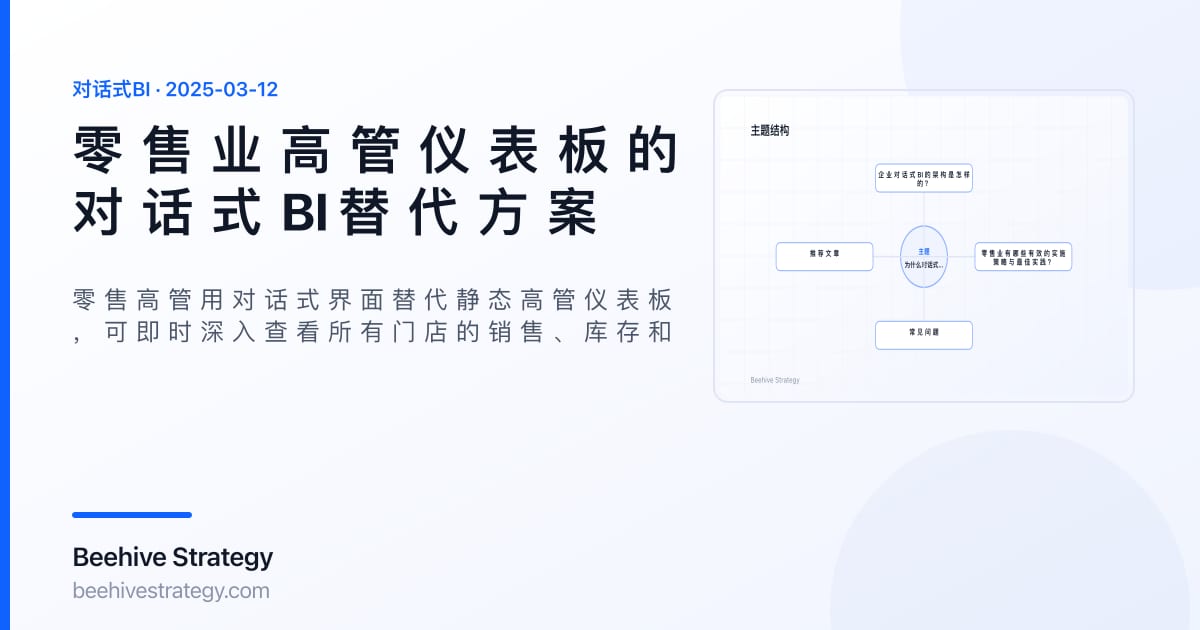 对话式BI · 2025-03-12
零售业高管仪表板的
对话式BI替代方案
零售高管用对话式界面替代静态高管仪表板
，可即时深入查看所有门店的销售、库存和
主题结构
企业对话式BI的架构是怎样
的？
推荐文章
主题
为什么对话式...
零售业有哪些有效的实施
策略与最佳实践？
常见问题
Beehive Strategy
Beehive Strategy
beehivestrategy.com